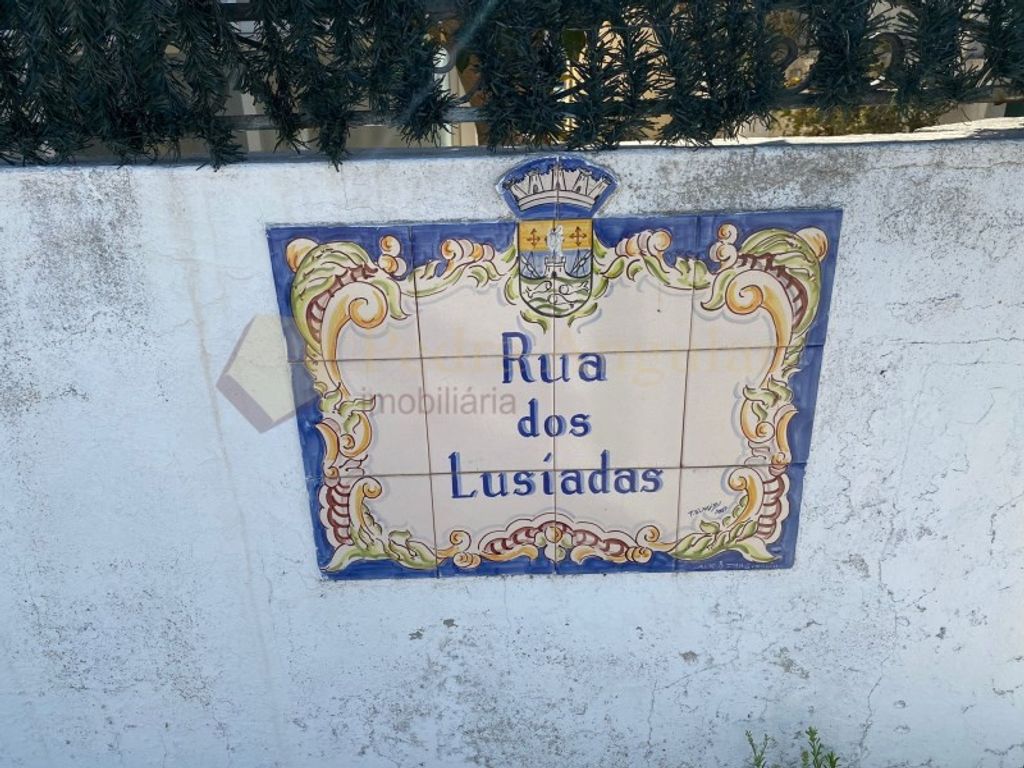 Rua
dos
Lusíadas
imobiliária